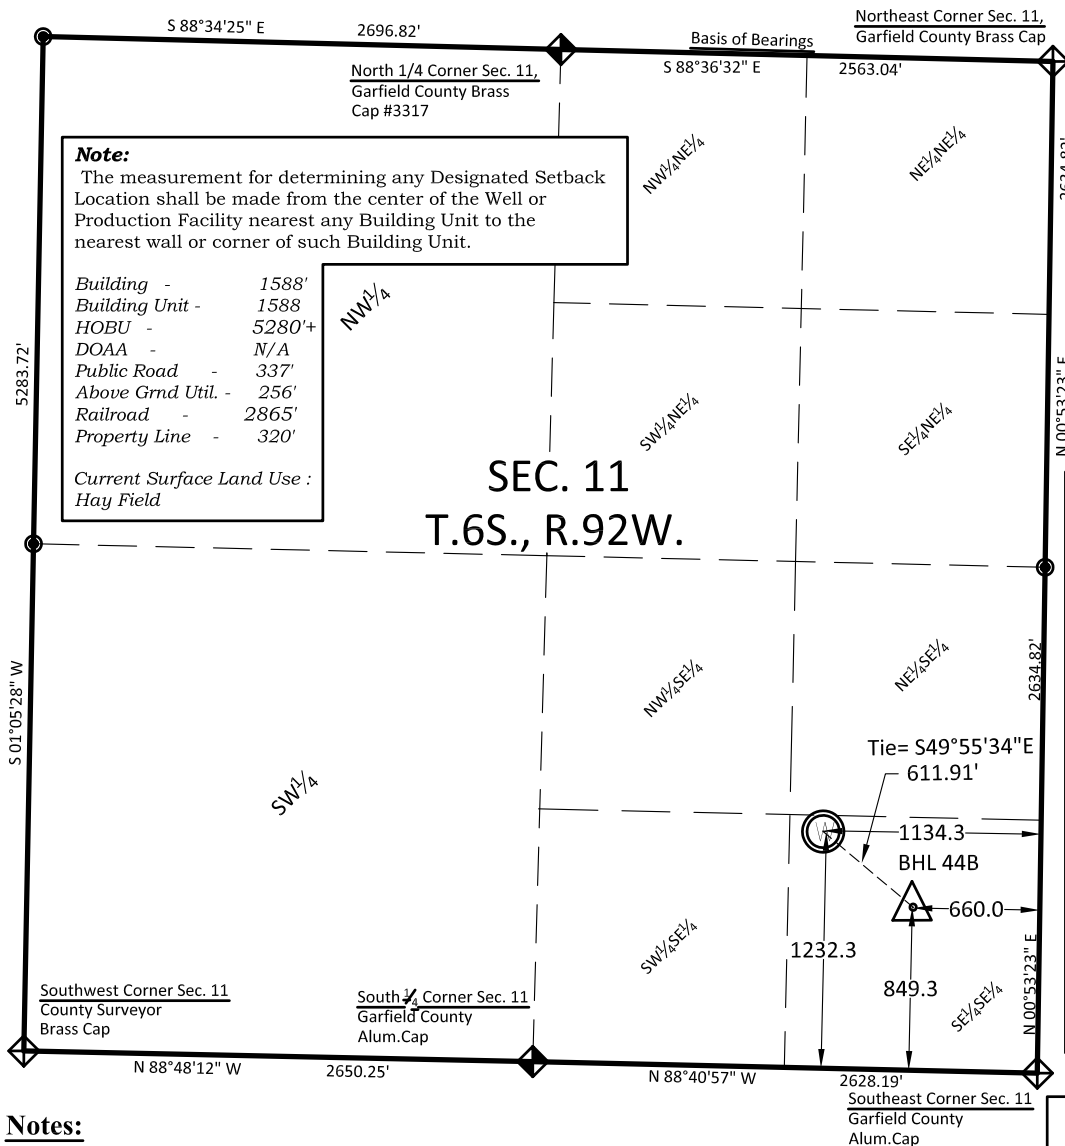 S 88°34'25" E
2696.82'
Northeast Corner Sec. 11,
Garfield County Brass Cap
Basis of Bearings
S 88°36'32" E
2563.04'
North 1/4 Corner Sec. 11,
Garfield County Brass
Cap #3317
Note:
The measurement for determining any Designated Setback
Location shall be made from the center of the Well or
Production Facility nearest any Building Unit to the
nearest wall or corner of such Building Unit.
Building - 1588'
Building Unit - 1588
HOBU - 5280'+
DOAA - N/A
Public Road - 337'
Above Grnd Util. - 256'
Railroad - 2865'
Property Line - 320'
Current Surface Land Use :
Hay Field
NW¼
NW¼NE¼
NE¼NE¼
5283.72'
SW¼NE¼
SE¼NE¼
N 00°53'23" E
SEC. 11
T.6S., R.92W.
S 01°05'28" W
NW¼SE¼
NE¼SE¼
2634.82'
SW¼
Tie= S49°55'34"E
611.91'
1134.3
BHL 44B
660.0
1232.3
849.3
SW¼SE¼
SE¼SE¼
N 00°53'23" E
Southwest Corner Sec. 11
County Surveyor
Brass Cap
South ¼ Corner Sec. 11
Garfield County
Alum.Cap
N 88°48'12" W
2650.25'
N 88°40'57" W
2628.19'
Southeast Corner Sec. 11
Garfield County
Alum.Cap
Notes: